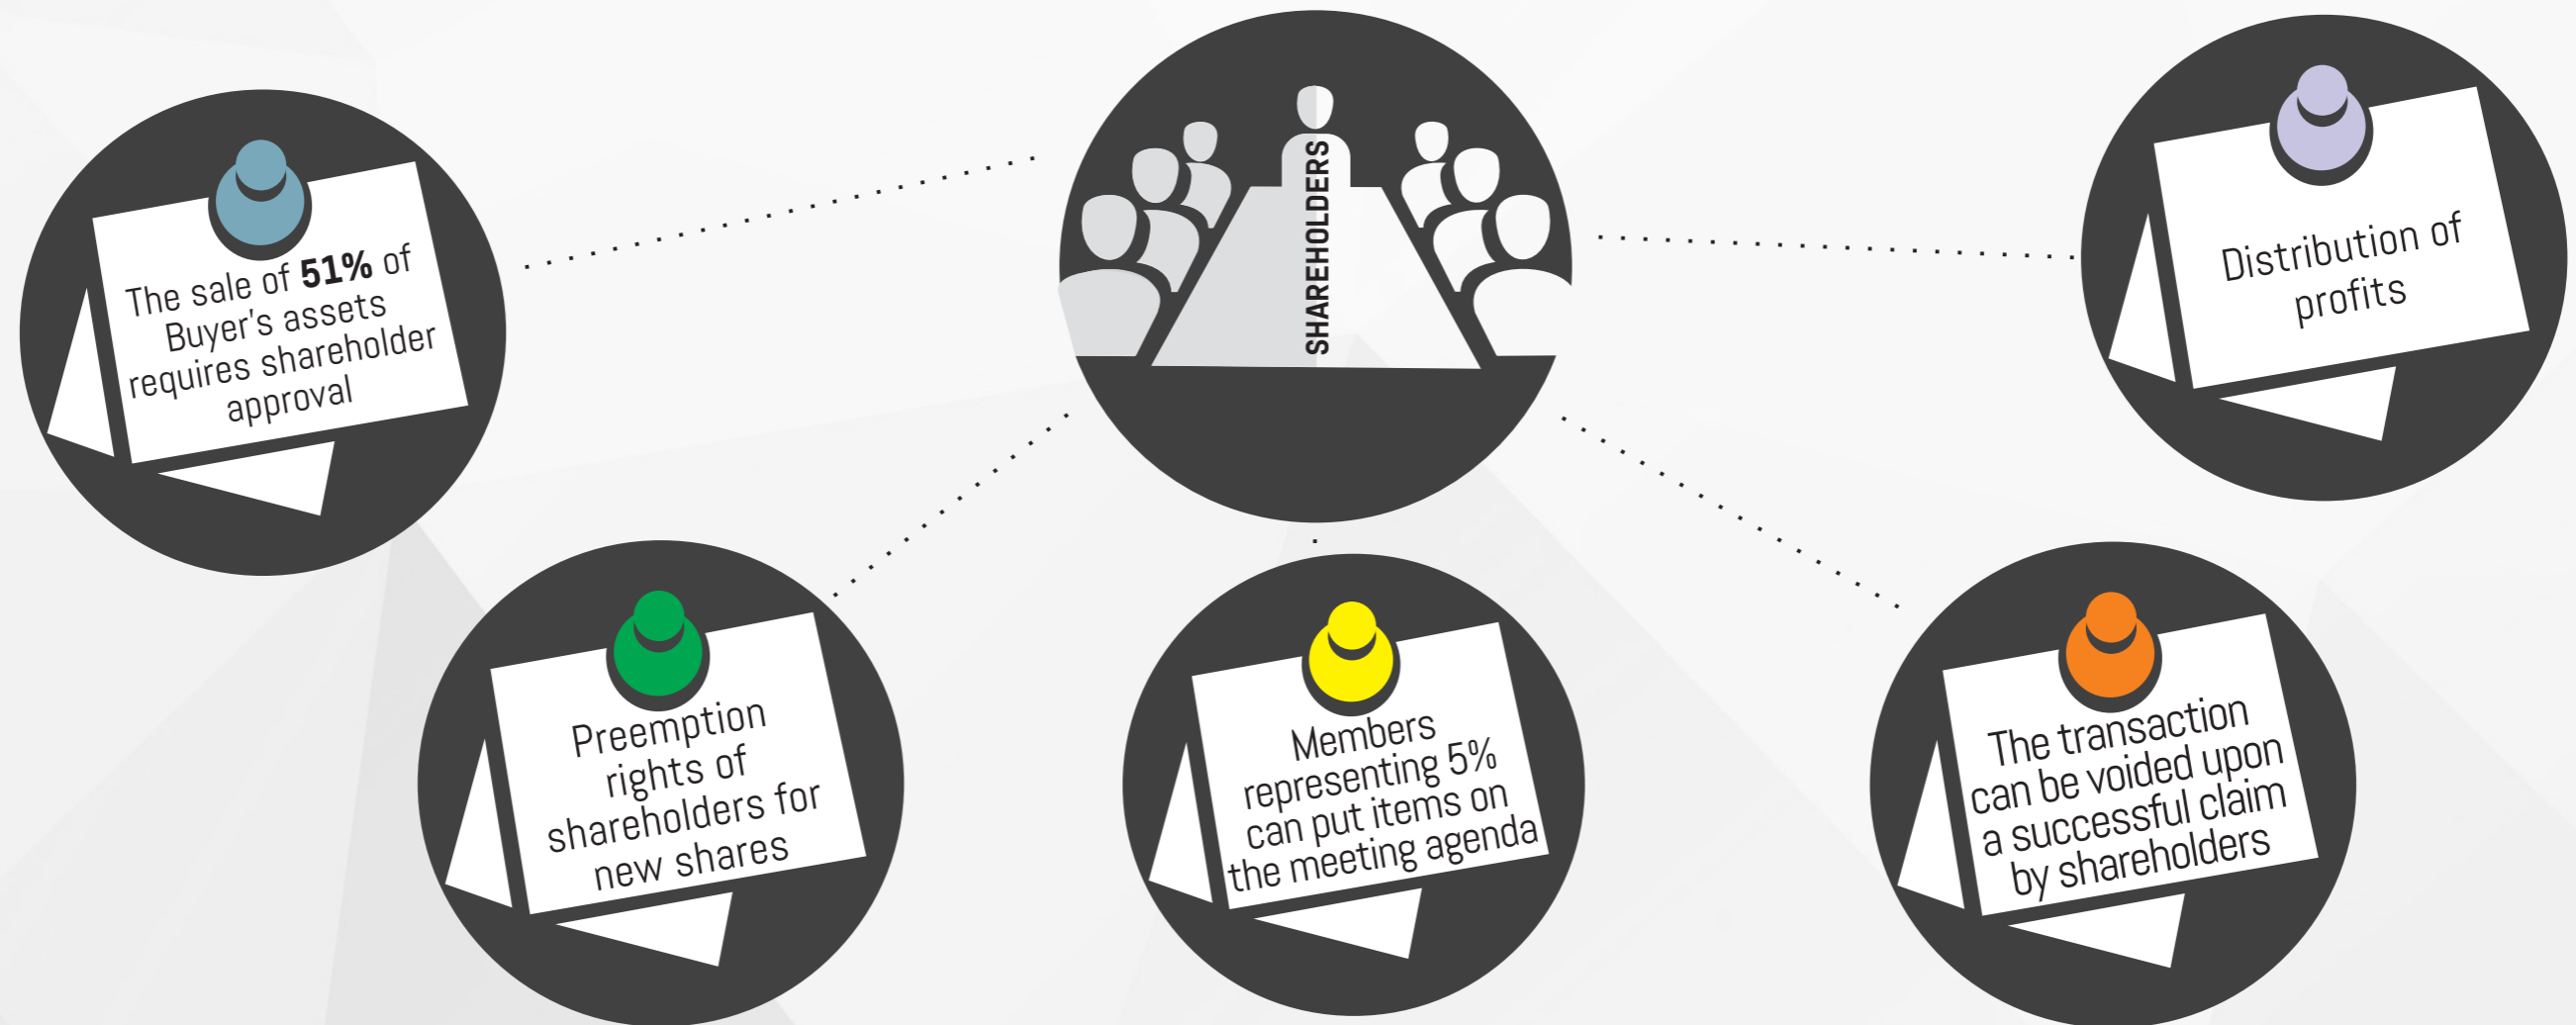 The sale of 51% of
Buyer's assets
requires shareholder
approval
SHAREHOLDERS
Distribution of
profits
Preemption
rights of
shareholders for
new shares
Members
representing 5%
can put items on
the meeting agenda
The transaction
can be voided upon
a successful claim
by shareholders